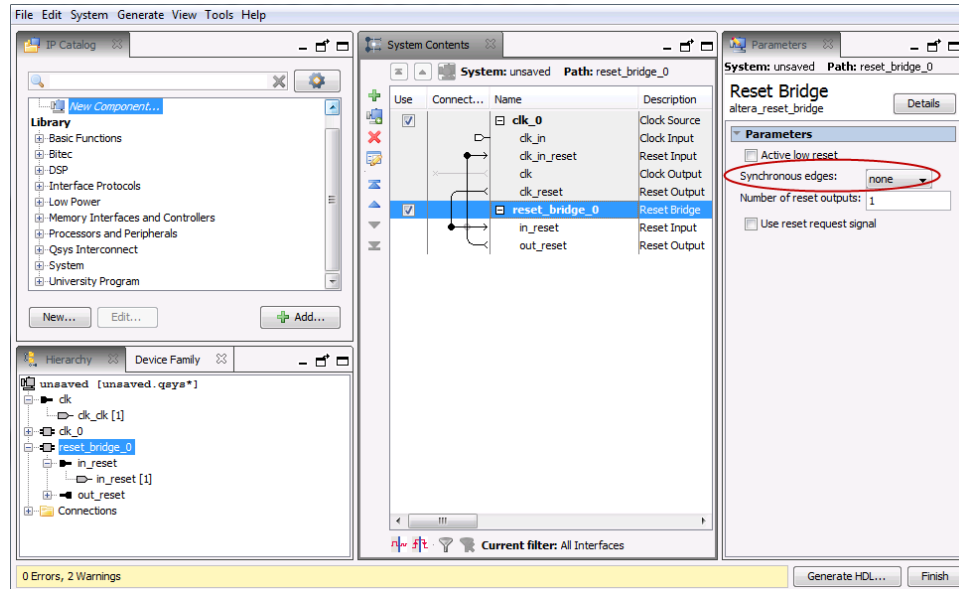 File Edit System Generate View Tools Help
IP Catalog
New Component...
Library
Basic Functions
Bitec
DSP
Interface Protocols
Low Power
Memory Interfaces and Controllers
Processors and Peripherals
Qsys Interconnect
System
University Program
New... Edit... Add...
Hierarchy Device Family
unsaved [unsaved.qsys*]
clk
clk_clk [1]
clk_0
reset_bridge_0
in_reset
in_reset [1]
out_reset
Connections
System Contents
System: unsaved Path: reset_bridge_0
Use Connect... Name Description
clk_0 Clock Source
clk_in Clock Input
clk_in_reset Reset Input
clk Clock Output
clk_reset Reset Output
reset_bridge_0 Reset Bridge
in_reset Reset Input
out_reset Reset Output
Current filter: All Interfaces
Parameters
System: unsaved Path: reset_bridge_0
Reset Bridge
altera_reset_bridge
Details
Parameters
Active low reset
Synchronous edges: none
Number of reset outputs: 1
Use reset request signal
0 Errors, 2 Warnings
Generate HDL... Finish